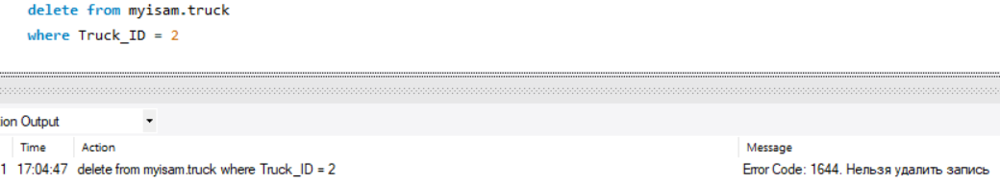 delete from myisam.truck
where Truck_ID = 2
ion Output
Time Action Message
1 17:04:47 delete from myisam.truck where Truck_ID = 2 Error Code: 1644. Нельзя удалить запись